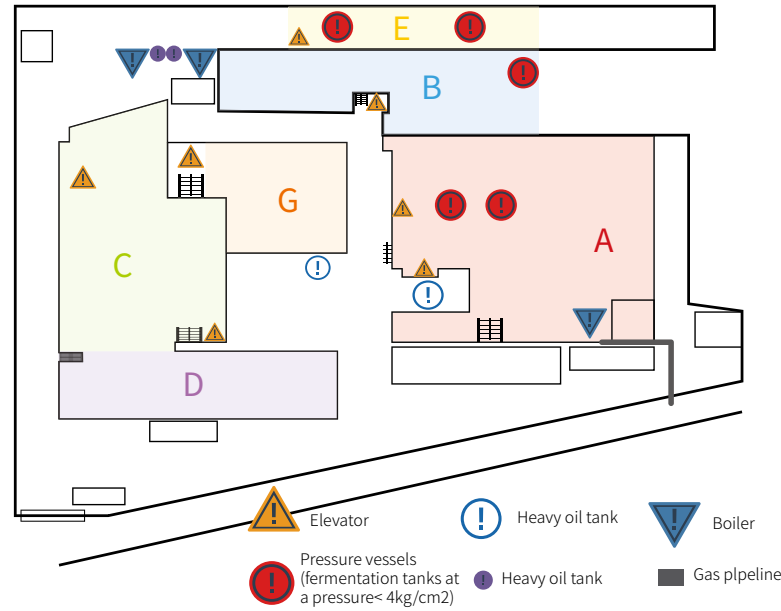 E
B
G
A
C
D
Elevator
Heavy oil tank
Boiler
Pressure vessels
(fermentation tanks at
a pressure< 4kg/cm2)
Heavy oil tank
Gas plpeline